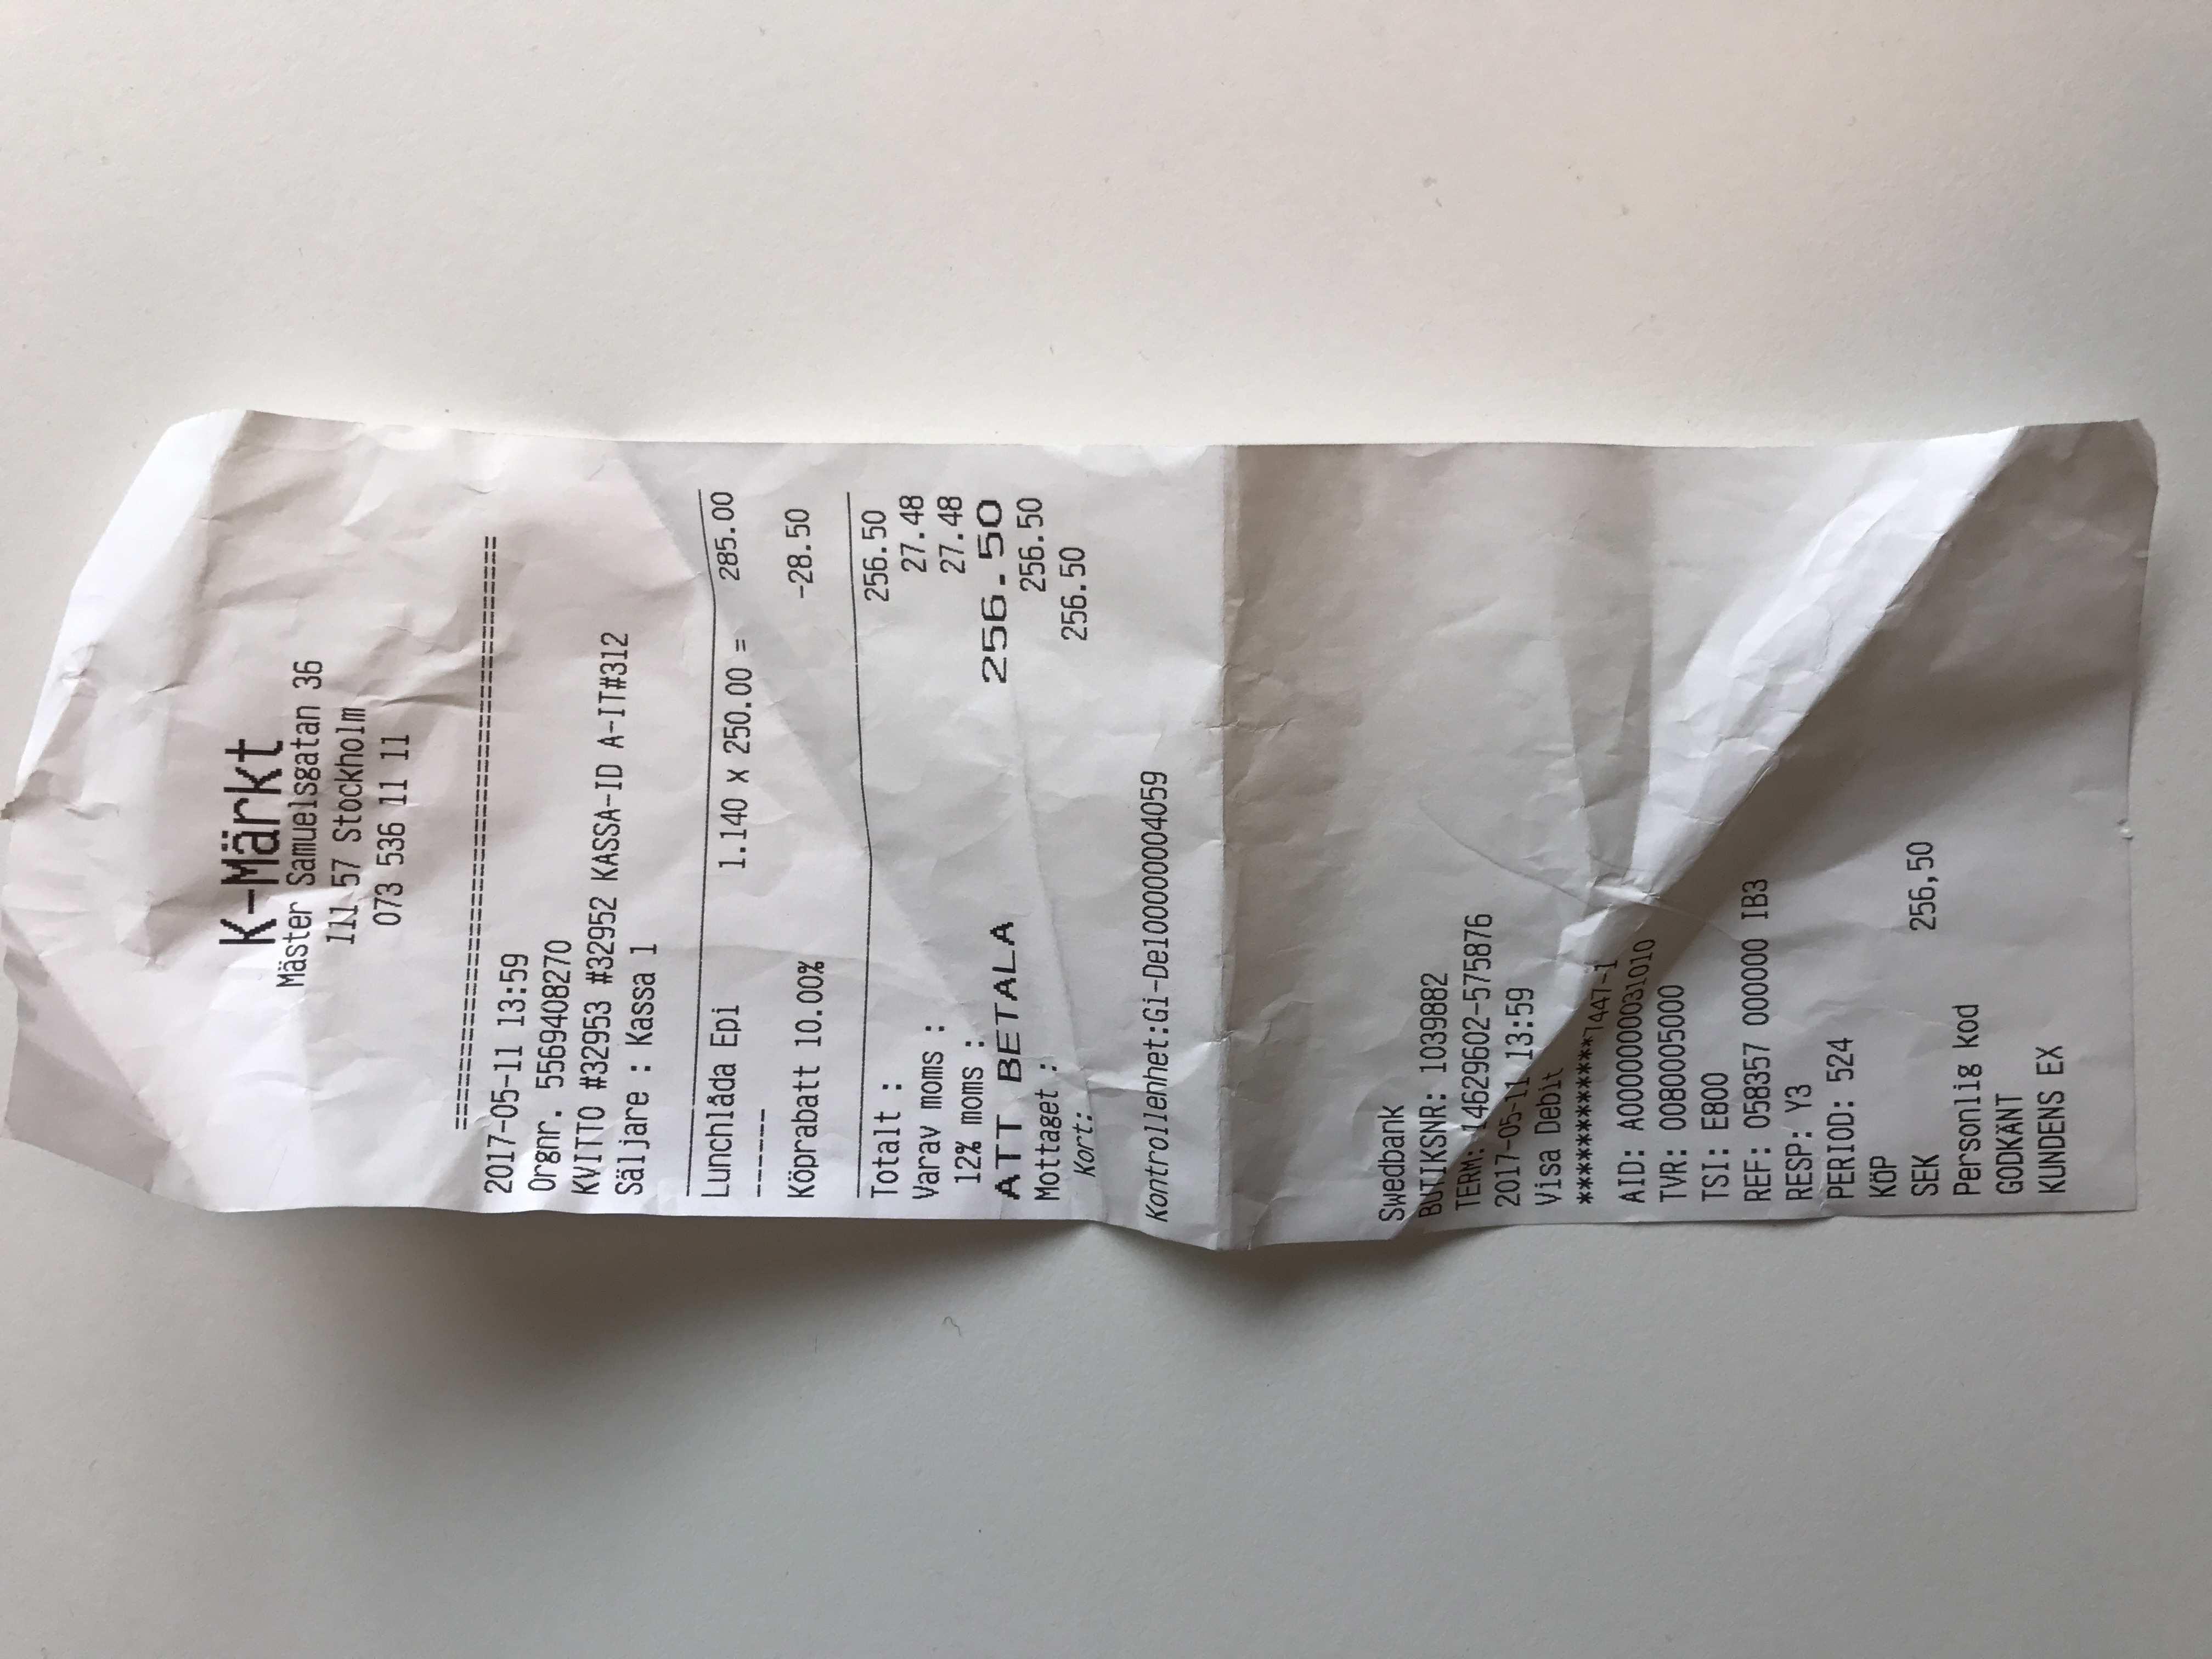 K-Märkt
Mäster Samuelsgatan 36
111 57 Stockholm
073 536 11 11
=========================================
2017-05-11 13:59
Orgnr. 5569408270
KVITTO #32953 #32952 KASSA-ID A-IT#312
Säljare : Kassa 1
Lunchlåda Epi 1.140 x 250.00 = 285.00
------
Köprabatt 10.00% -28.50
Totalt : 256.50
Varav moms : 27.48
12% moms : 27.48
ATT BETALA 256.50
Mottaget : 256.50
Kort: 256.50
Kontrollenhet:Gi-De100000004059
Swedbank
BUTIKSNR: 1039882
TERM: 14629602-575876
2017-05-11 13:59
Visa Debit
************7447-1
AID: A0000000031010
TVR: 0080005000
TSI: E800
REF: 058357 000000 IB3
RESP: Y3
PERIOD: 524
KÖP
SEK 256,50
Personlig kod
GODKÄNT
KUNDENS EX